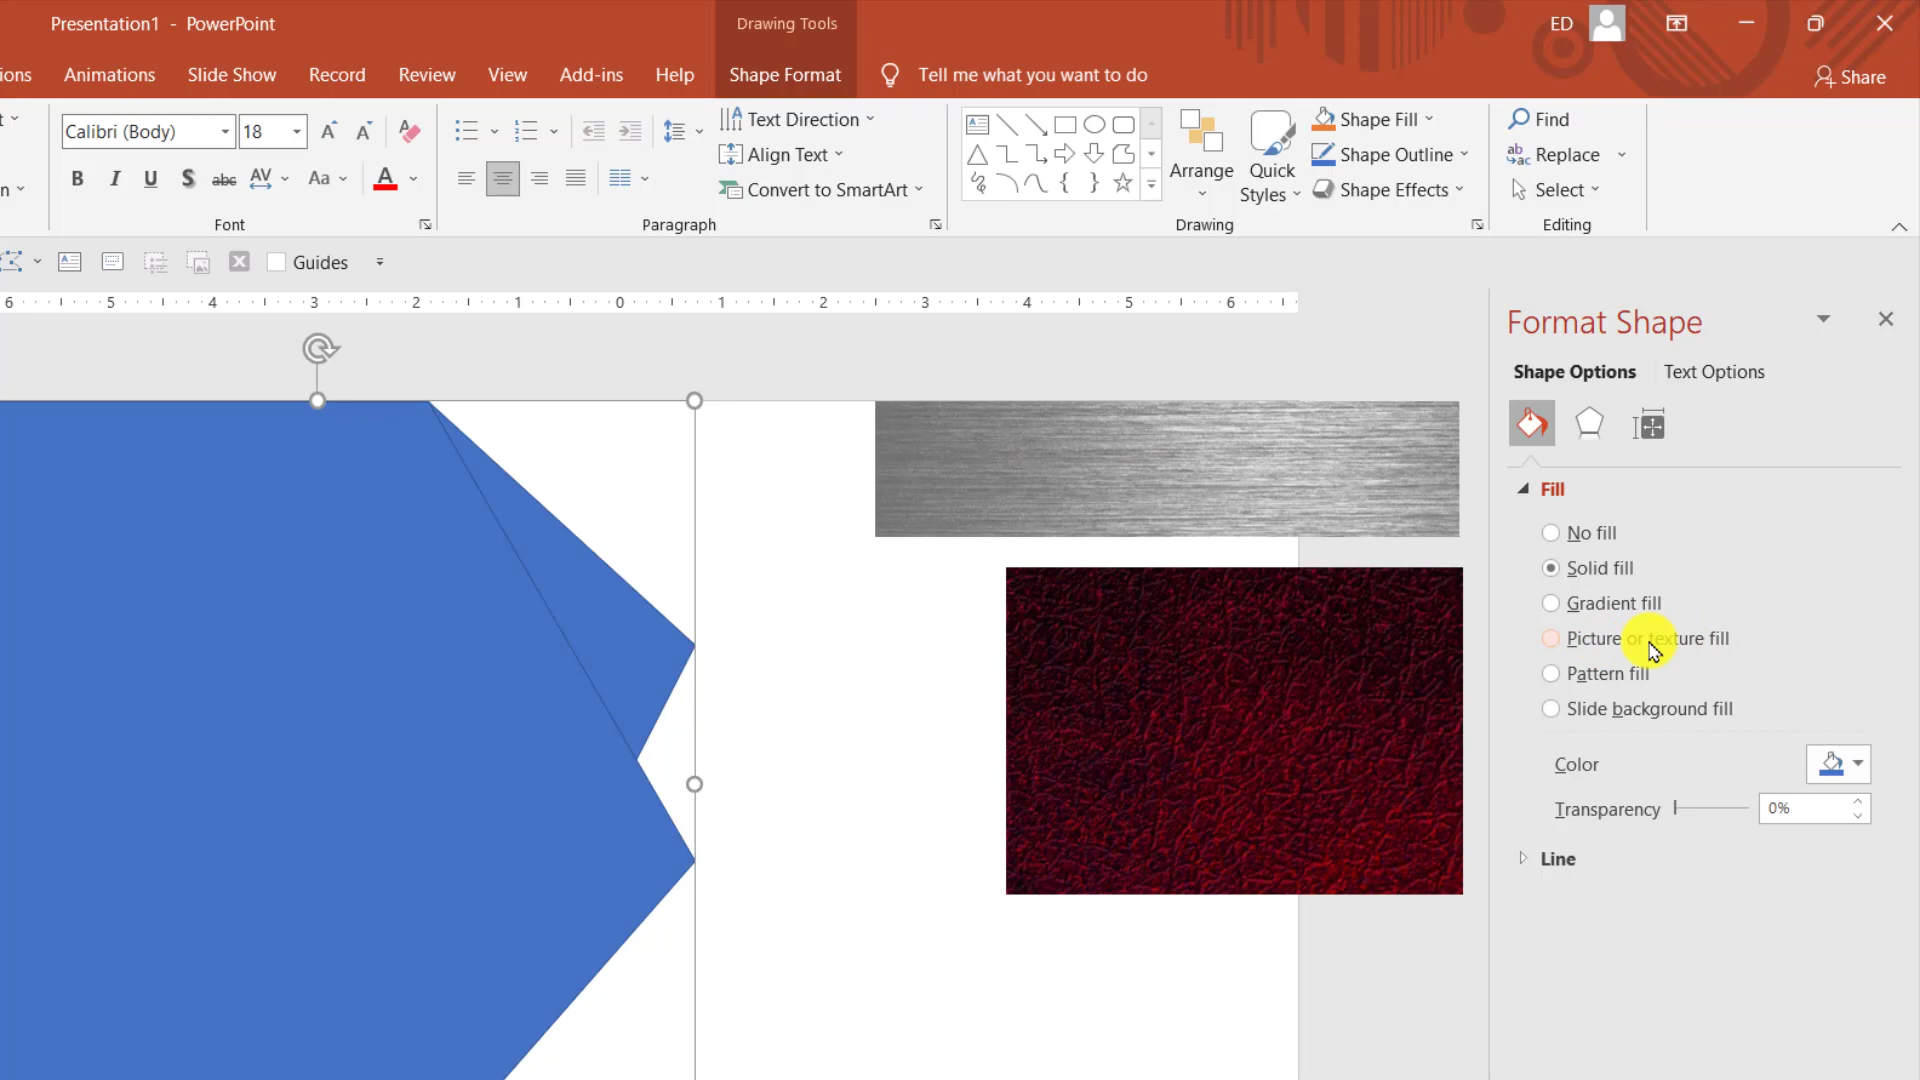 Presentation1 - PowerPoint
Drawing Tools
ED
ions Animations Slide Show Record Review View Add-ins Help Shape Format Tell me what you want to do Share
Calibri (Body) 18
Text Direction
Align Text
Convert to SmartArt
B I U S abc AV Aa A
Arrange
Quick Styles
Shape Fill
Shape Outline
Shape Effects
Find
Replace
Select
Font
Paragraph
Drawing
Editing
Guides
6 5 4 3 2 1 0 1 2 3 4 5 6
Format Shape
Shape Options Text Options
Fill
No fill
Solid fill
Gradient fill
Picture or texture fill
Pattern fill
Slide background fill
Color
Transparency 0%
Line